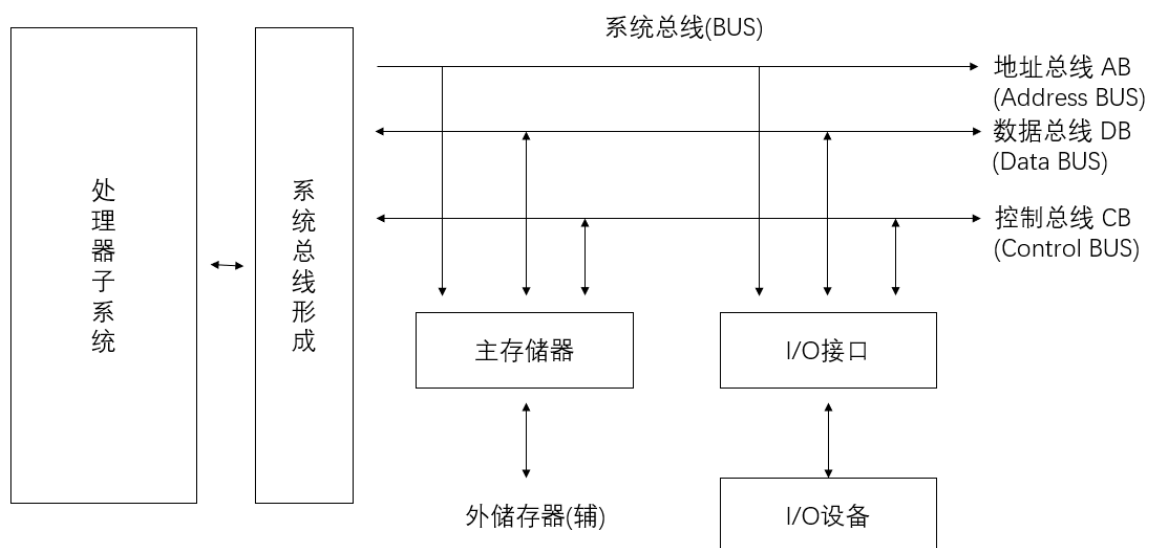 系统总线(BUS)
地址总线 AB
(Address BUS)
数据总线 DB
(Data BUS)
控制总线 CB
(Control BUS)
处理器子系统
系统总线形成
主存储器
I/O接口
外储存器(辅)
I/O设备